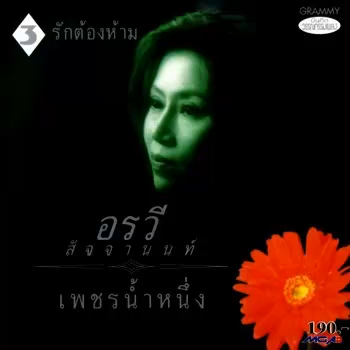 3 รักต้องห้าม
GRAMMY
อรวี
สัจจานนท์
เพชรน้ำหนึ่ง
190.-
MGA